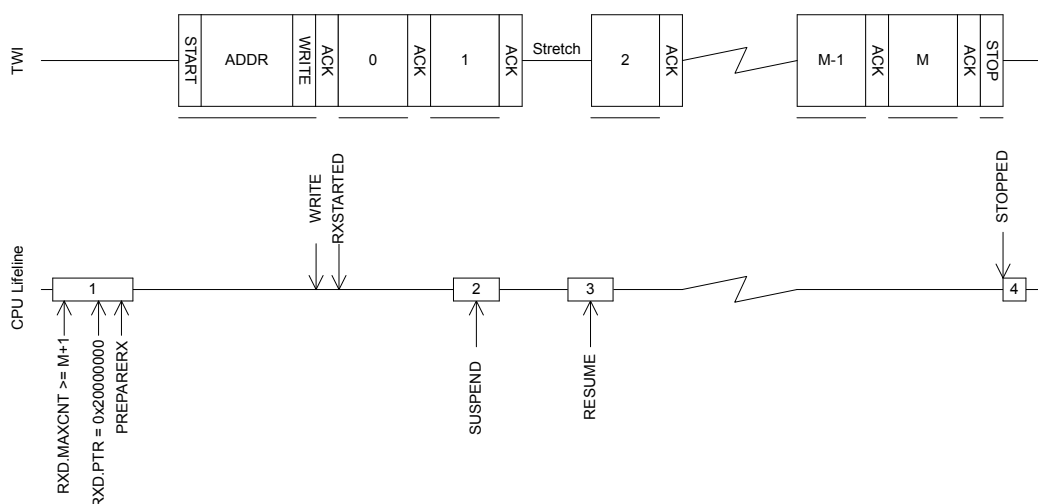 TWI
START
ADDR
WRITE
ACK
0
ACK
1
ACK
Stretch
2
ACK
M-1
ACK
M
ACK
STOP
CPU Lifeline
WRITE
RXSTARTED
STOPPED
1
2
3
4
RXD.MAXCNT >= M+1
RXD.PTR = 0x20000000
PREPARERX
SUSPEND
RESUME